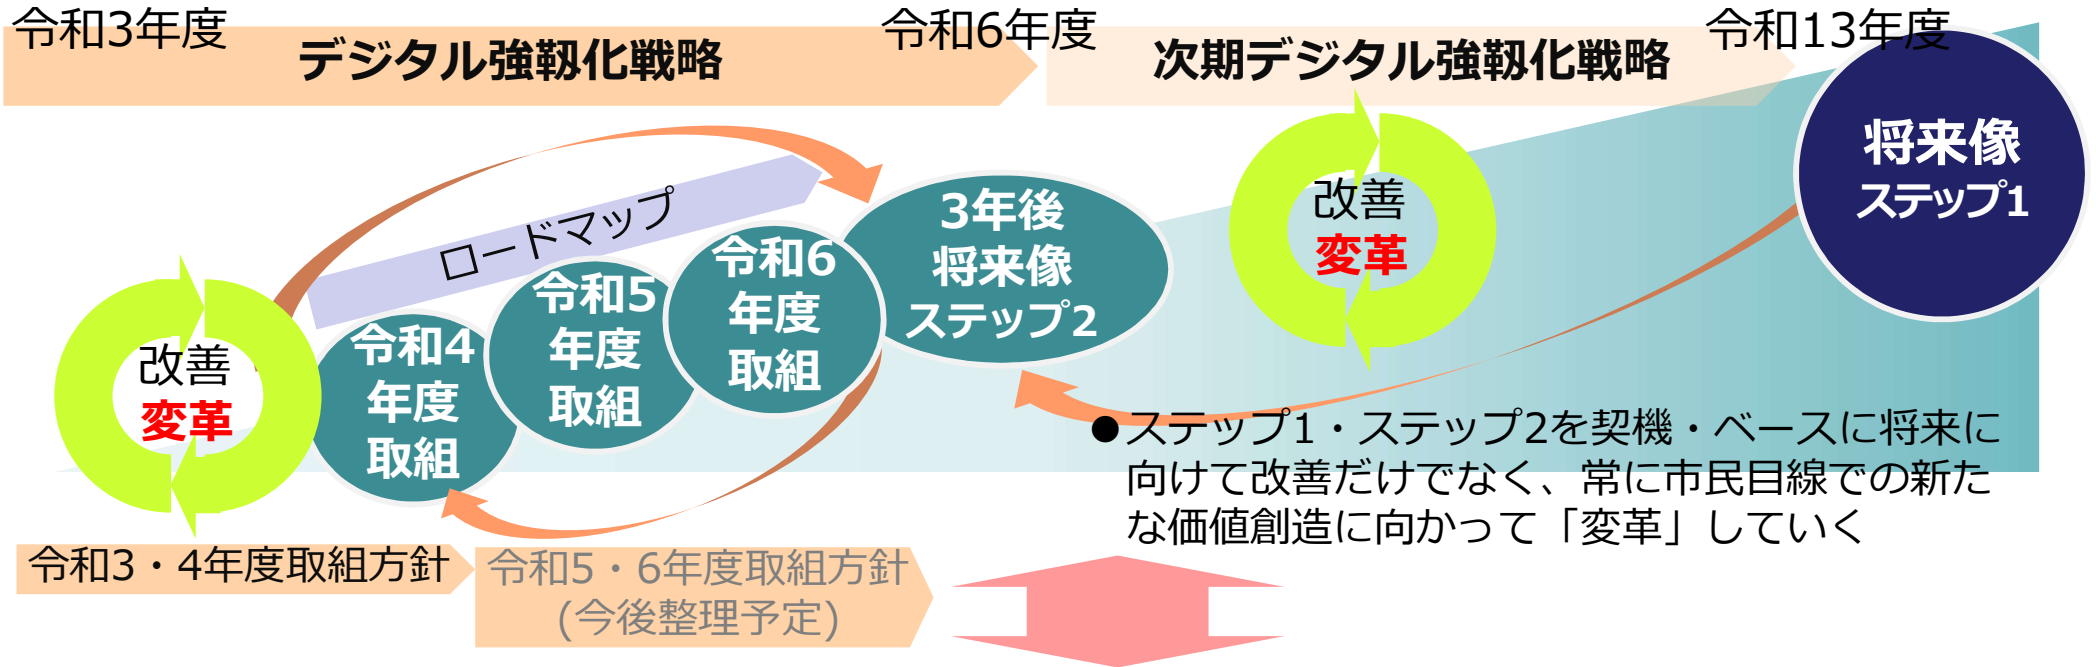 令和3年度
令和6年度
令和13年度
デジタル強靱化戦略
次期デジタル強靱化戦略
将来像
ステップ1
ロードマップ
3年後
将来像
ステップ2
改善
変革
令和6
年度
取組
令和5
年度
取組
令和4
年度
取組
改善
変革
●ステップ1・ステップ2を契機・ベースに将来に
向けて改善だけでなく、常に市民目線での新た
な価値創造に向かって「変革」していく
令和3・4年度取組方針
令和5・6年度取組方針
(今後整理予定)